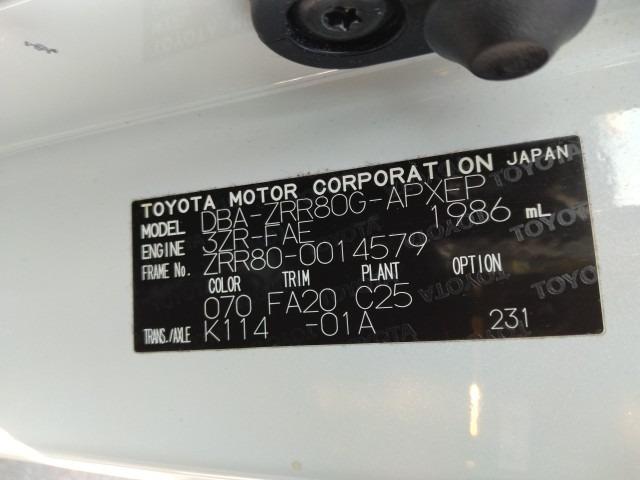 TOYOTA MOTOR CORPORATION JAPAN
MODEL DBA-ZRR80G-APXEP
ENGINE 3ZR-FAE 1986 mL
FRAME No. ZRR80-0014579
COLOR TRIM PLANT OPTION
070 FA20 C25
TRANS./AXLE K114 -01A 231